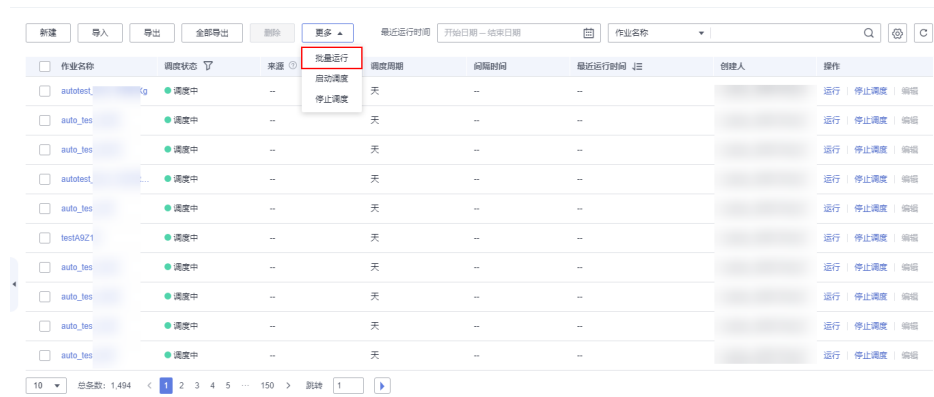 新建 导入 导出 全部导出 删除 更多 最近运行时间 开始日期 – 结束日期 作业名称
批量运行
启动调度
停止调度
作业名称 调度状态 来源 调度周期 间隔时间 最近运行时间 创建人 操作
autotest_ Kg 调度中 -- 天 -- -- 运行 停止调度 编辑
auto_tes 调度中 -- 天 -- -- 运行 停止调度 编辑
auto_tes 调度中 -- 天 -- -- 运行 停止调度 编辑
autotest_ ... 调度中 -- 天 -- -- 运行 停止调度 编辑
auto_tes 调度中 -- 天 -- -- 运行 停止调度 编辑
testA9Z1 调度中 -- 天 -- -- 运行 停止调度 编辑
auto_tes 调度中 -- 天 -- -- 运行 停止调度 编辑
auto_tes 调度中 -- 天 -- -- 运行 停止调度 编辑
auto_tes 调度中 -- 天 -- -- 运行 停止调度 编辑
auto_tes 调度中 -- 天 -- -- 运行 停止调度 编辑
10 总条数: 1,494 < 1 2 3 4 5 ··· 150 > 跳转 1